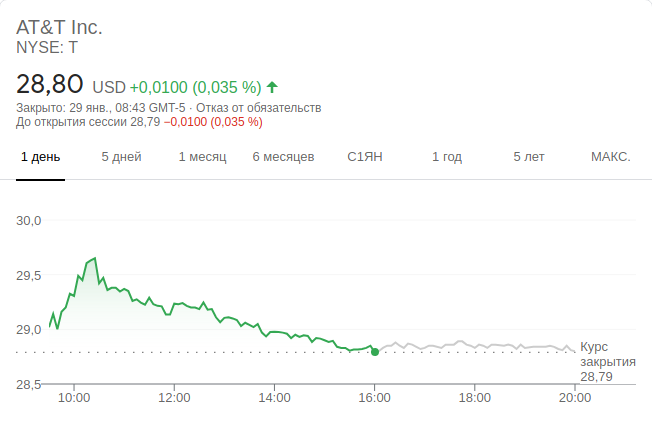 AT&T Inc.
NYSE: T
28,80 USD +0,0100 (0,035 %)
Закрыто: 29 янв., 08:43 GMT-5 · Отказ от обязательств
До открытия сессии 28,79 −0,0100 (0,035 %)
1 день 5 дней 1 месяц 6 месяцев С1ЯН 1 год 5 лет МАКС.
30,0
29,5
29,0
Курс
закрытия
28,79
28,5
10:00 12:00 14:00 16:00 18:00 20:00